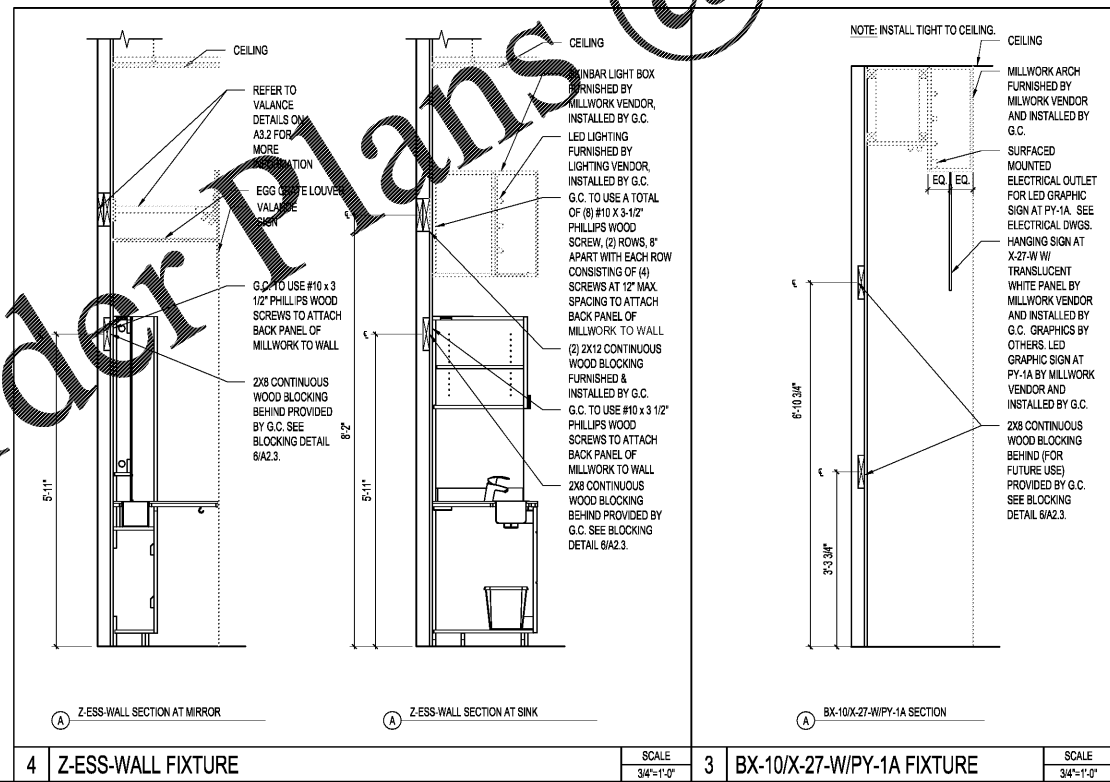 der Plans @
CEILING
REFER TO
VALANCE
DETAILS ON
A3.2 FOR
MORE
INFORMATION
EGG CRATE LOUVER
VALANCE
SIGN
G.C. TO USE #10 x 3
1/2" PHILLIPS WOOD
SCREWS TO ATTACH
BACK PANEL OF
MILLWORK TO WALL
2X8 CONTINUOUS
WOOD BLOCKING
BEHIND PROVIDED
BY G.C. SEE
BLOCKING DETAIL
6/A2.3.
5'-11"
A
Z-ESS-WALL SECTION AT MIRROR
CEILING
SKINBAR LIGHT BOX
FURNISHED BY
MILLWORK VENDOR,
INSTALLED BY G.C.
LED LIGHTING
FURNISHED BY
LIGHTING VENDOR,
INSTALLED BY G.C.
G.C. TO USE A TOTAL
OF (8) #10 X 3-1/2"
PHILLIPS WOOD
SCREW, (2) ROWS, 8"
APART WITH EACH ROW
CONSISTING OF (4)
SCREWS AT 12" MAX.
SPACING TO ATTACH
BACK PANEL OF
MILLWORK TO WALL
(2) 2X12 CONTINUOUS
WOOD BLOCKING
FURNISHED &
INSTALLED BY G.C.
G.C. TO USE #10 x 3 1/2"
PHILLIPS WOOD
SCREWS TO ATTACH
BACK PANEL OF
MILLWORK TO WALL
2X8 CONTINUOUS
WOOD BLOCKING
BEHIND PROVIDED BY
G.C. SEE BLOCKING
DETAIL 6/A2.3.
8'-2"
5'-11"
A
Z-ESS-WALL SECTION AT SINK
NOTE: INSTALL TIGHT TO CEILING.
CEILING
MILLWORK ARCH
FURNISHED BY
MILWORK VENDOR
AND INSTALLED BY
G.C.
SURFACED
MOUNTED
ELECTRICAL OUTLET
FOR LED GRAPHIC
SIGN AT PY-1A. SEE
ELECTRICAL DWGS.
EQ. EQ.
HANGING SIGN AT
X-27-W W/
TRANSLUCENT
WHITE PANEL BY
MILLWORK VENDOR
AND INSTALLED BY
G.C. GRAPHICS BY
OTHERS. LED
GRAPHIC SIGN AT
PY-1A BY MILLWORK
VENDOR AND
INSTALLED BY G.C.
2X8 CONTINUOUS
WOOD BLOCKING
BEHIND (FOR
FUTURE USE)
PROVIDED BY G.C.
SEE BLOCKING
DETAIL 6/A2.3.
6'-10 3/4"
3'-3 3/4"
A
BX-10/X-27-W/PY-1A SECTION
4 Z-ESS-WALL FIXTURE
SCALE
3/4"=1'-0"
3 BX-10/X-27-W/PY-1A FIXTURE
SCALE
3/4"=1'-0"